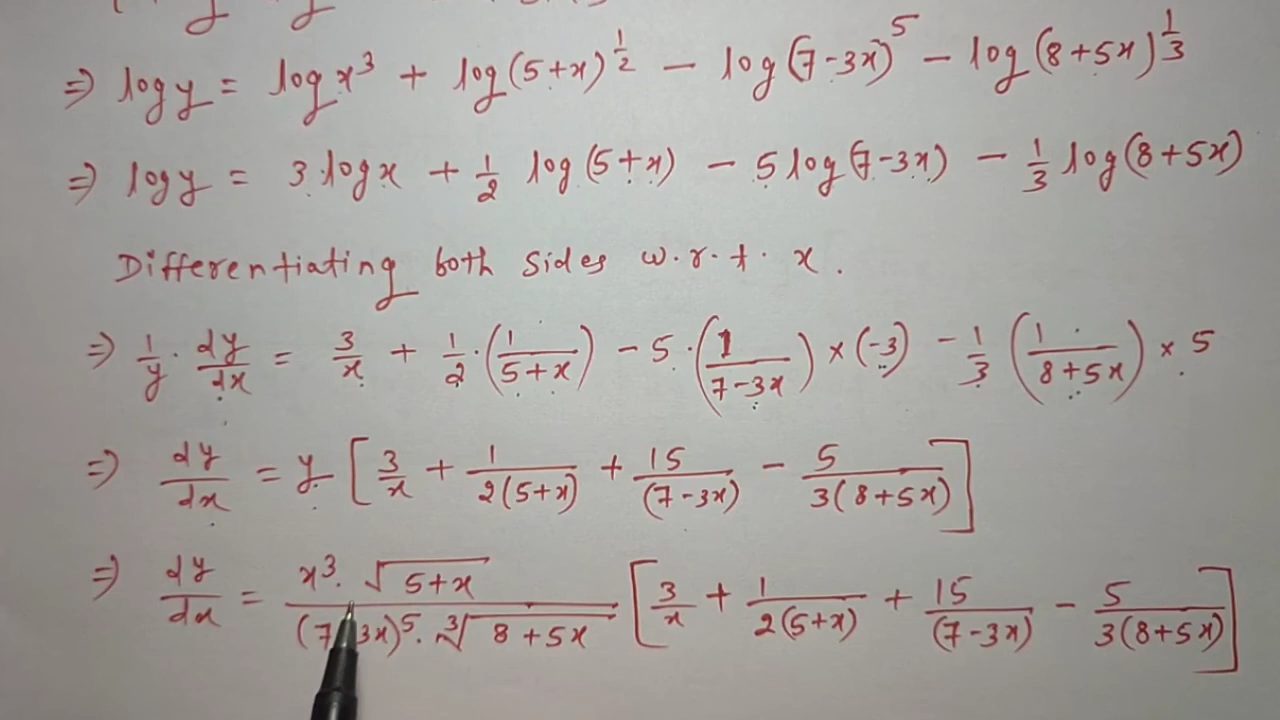 ⇒ log y = log x³ + log (5+x)^{1/2} − log (7−3x)^5 − log (8+5x)^{1/3}
⇒ log y = 3 log x + 1/2 log (5+x) − 5 log (7−3x) − 1/3 log (8+5x)
Differentiating both sides w.r.t. x.
⇒ 1/y · dy/dx = 3/x + 1/2 · (1/(5+x)) − 5 · (1/(7−3x)) × (−3) − 1/3 (1/(8+5x)) × 5
⇒ dy/dx = y [3/x + 1/(2(5+x)) + 15/(7−3x) − 5/(3(8+5x))]
⇒ dy/dx = (x³ · √(5+x))/((7−3x)^5 · ∛(8+5x)) [3/x + 1/(2(5+x)) + 15/(7−3x) − 5/(3(8+5x))]